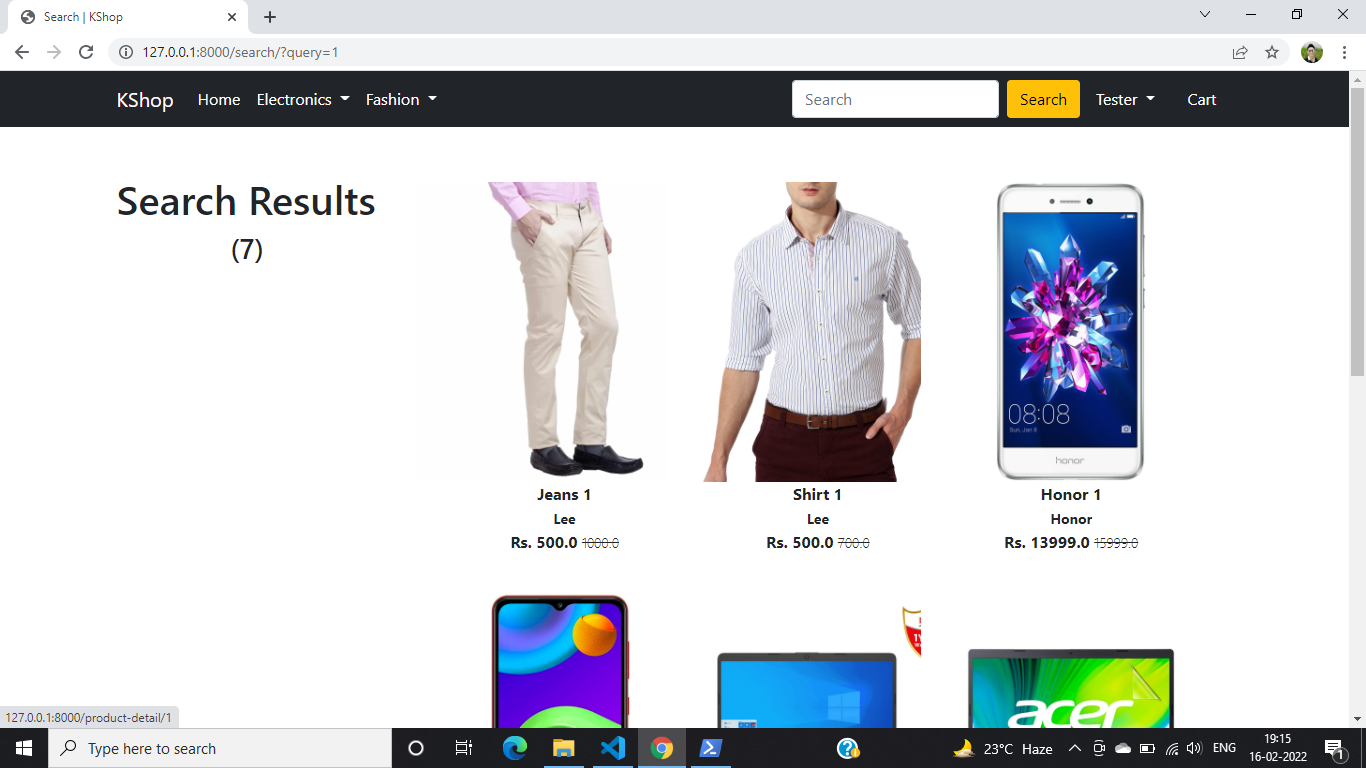 Search | KShop
127.0.0.1:8000/search/?query=1
KShop Home Electronics Fashion Search Search Tester Cart
Search Results
(7)
08:08
honor
Jeans 1
Lee
Rs. 500.0 1000.0
Shirt 1
Lee
Rs. 500.0 700.0
Honor 1
Honor
Rs. 13999.0 15999.0
acer
127.0.0.1:8000/product-detail/1
Type here to search
23°C Haze
ENG
19:15
16-02-2022
1